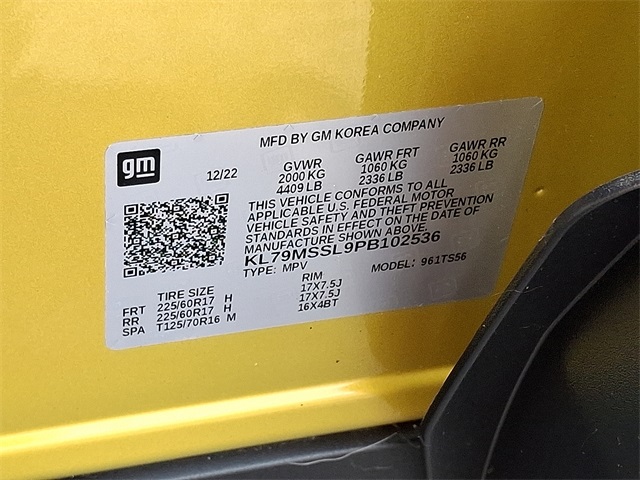 MFD BY GM KOREA COMPANY
gm
12/22
GVWR GAWR FRT GAWR RR
2000 KG 1060 KG 1060 KG
4409 LB 2336 LB 2336 LB
THIS VEHICLE CONFORMS TO ALL
APPLICABLE U.S. FEDERAL MOTOR
VEHICLE SAFETY AND THEFT PREVENTION
STANDARDS IN EFFECT ON THE DATE OF
MANUFACTURE SHOWN ABOVE.
KL79MSSL9PB102536
TYPE: MPV MODEL: 961TS56
TIRE SIZE RIM
FRT 225/60R17 H 17X7.5J
RR 225/60R17 H 17X7.5J
SPA T125/70R16 M 16X4BT